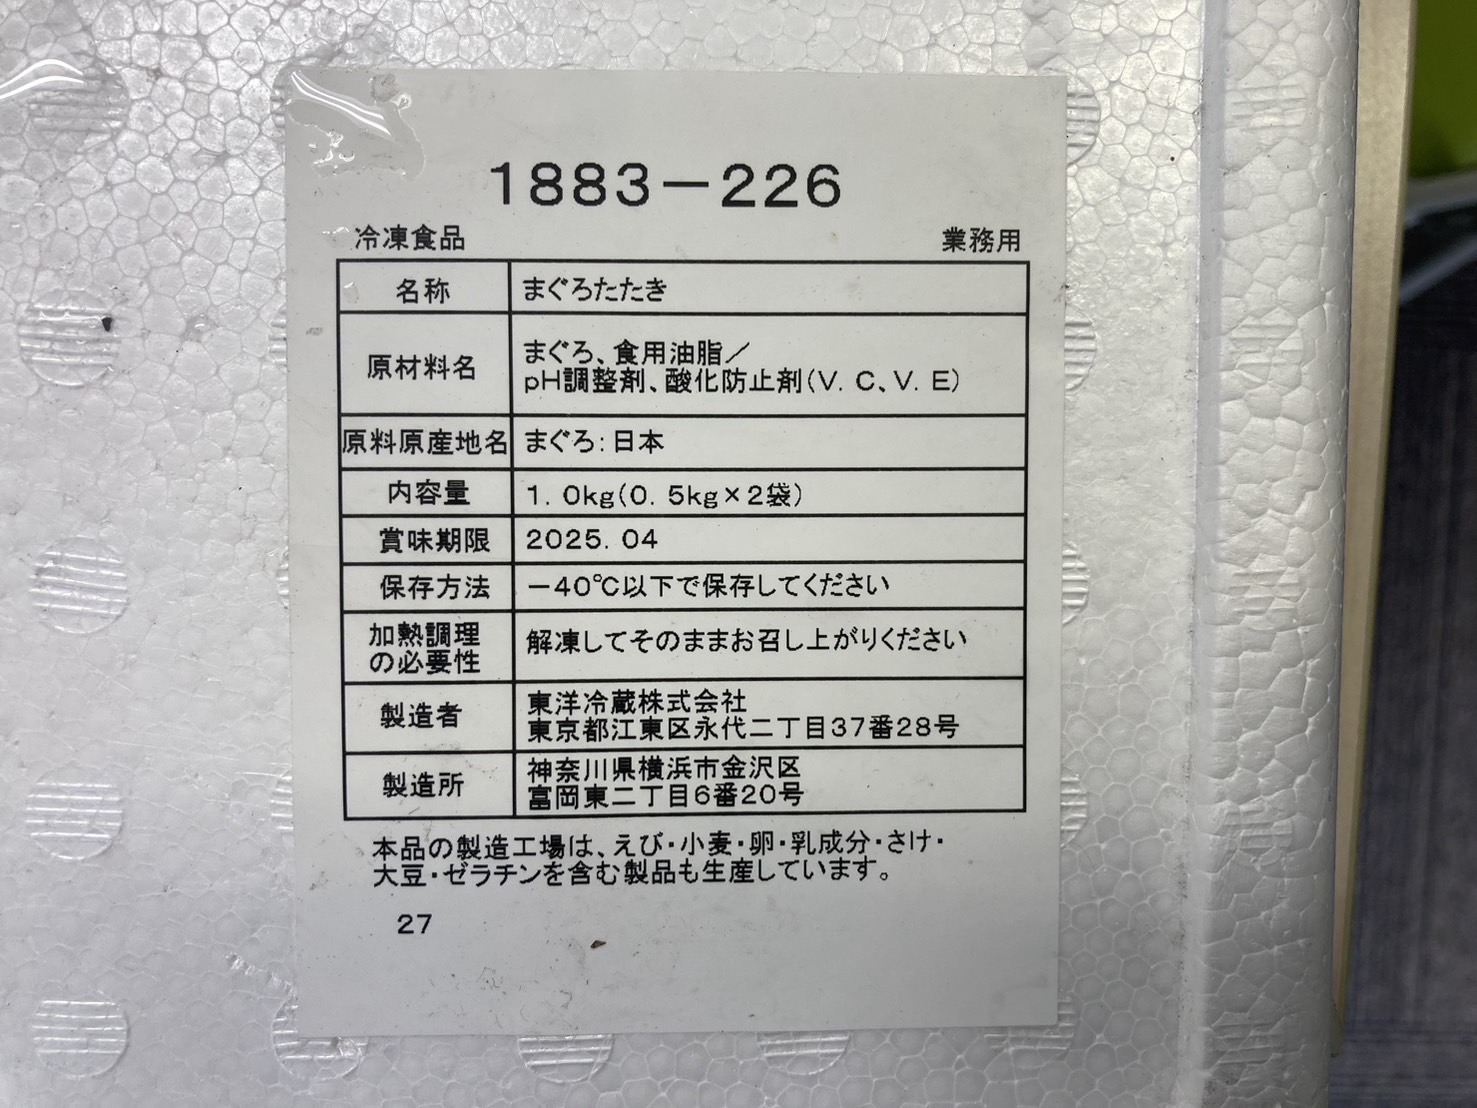 1883－226
冷凍食品 業務用
名称 まぐろたたき
原材料名 まぐろ、食用油脂／
pH調整剤、酸化防止剤(V. C、V. E)
原料原産地名 まぐろ：日本
内容量 1. 0kg(0. 5kg×2袋)
賞味期限 2025. 04
保存方法 －40℃以下で保存してください
加熱調理
の必要性 解凍してそのままお召し上がりください
製造者 東洋冷蔵株式会社
東京都江東区永代二丁目37番28号
製造所 神奈川県横浜市金沢区
富岡東二丁目6番20号
本品の製造工場は、えび・小麦・卵・乳成分・さけ・
大豆・ゼラチンを含む製品も生産しています。
27